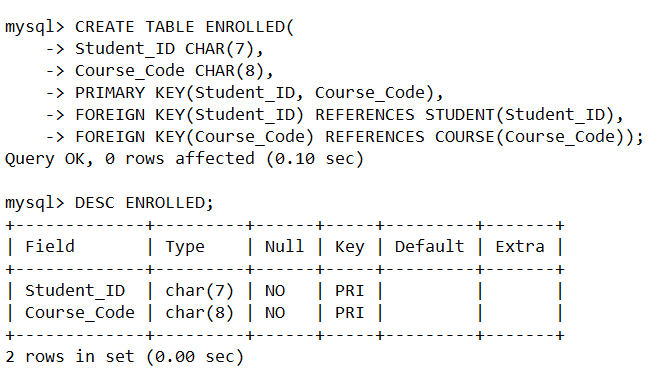 mysql> CREATE TABLE ENROLLED(
    -> Student_ID CHAR(7),
    -> Course_Code CHAR(8),
    -> PRIMARY KEY(Student_ID, Course_Code),
    -> FOREIGN KEY(Student_ID) REFERENCES STUDENT(Student_ID),
    -> FOREIGN KEY(Course_Code) REFERENCES COURSE(Course_Code));
Query OK, 0 rows affected (0.10 sec)

mysql> DESC ENROLLED;
+-------------+---------+------+-----+---------+-------+
| Field       | Type    | Null | Key | Default | Extra |
+-------------+---------+------+-----+---------+-------+
| Student_ID  | char(7) | NO   | PRI |         |       |
| Course_Code | char(8) | NO   | PRI |         |       |
+-------------+---------+------+-----+---------+-------+
2 rows in set (0.00 sec)